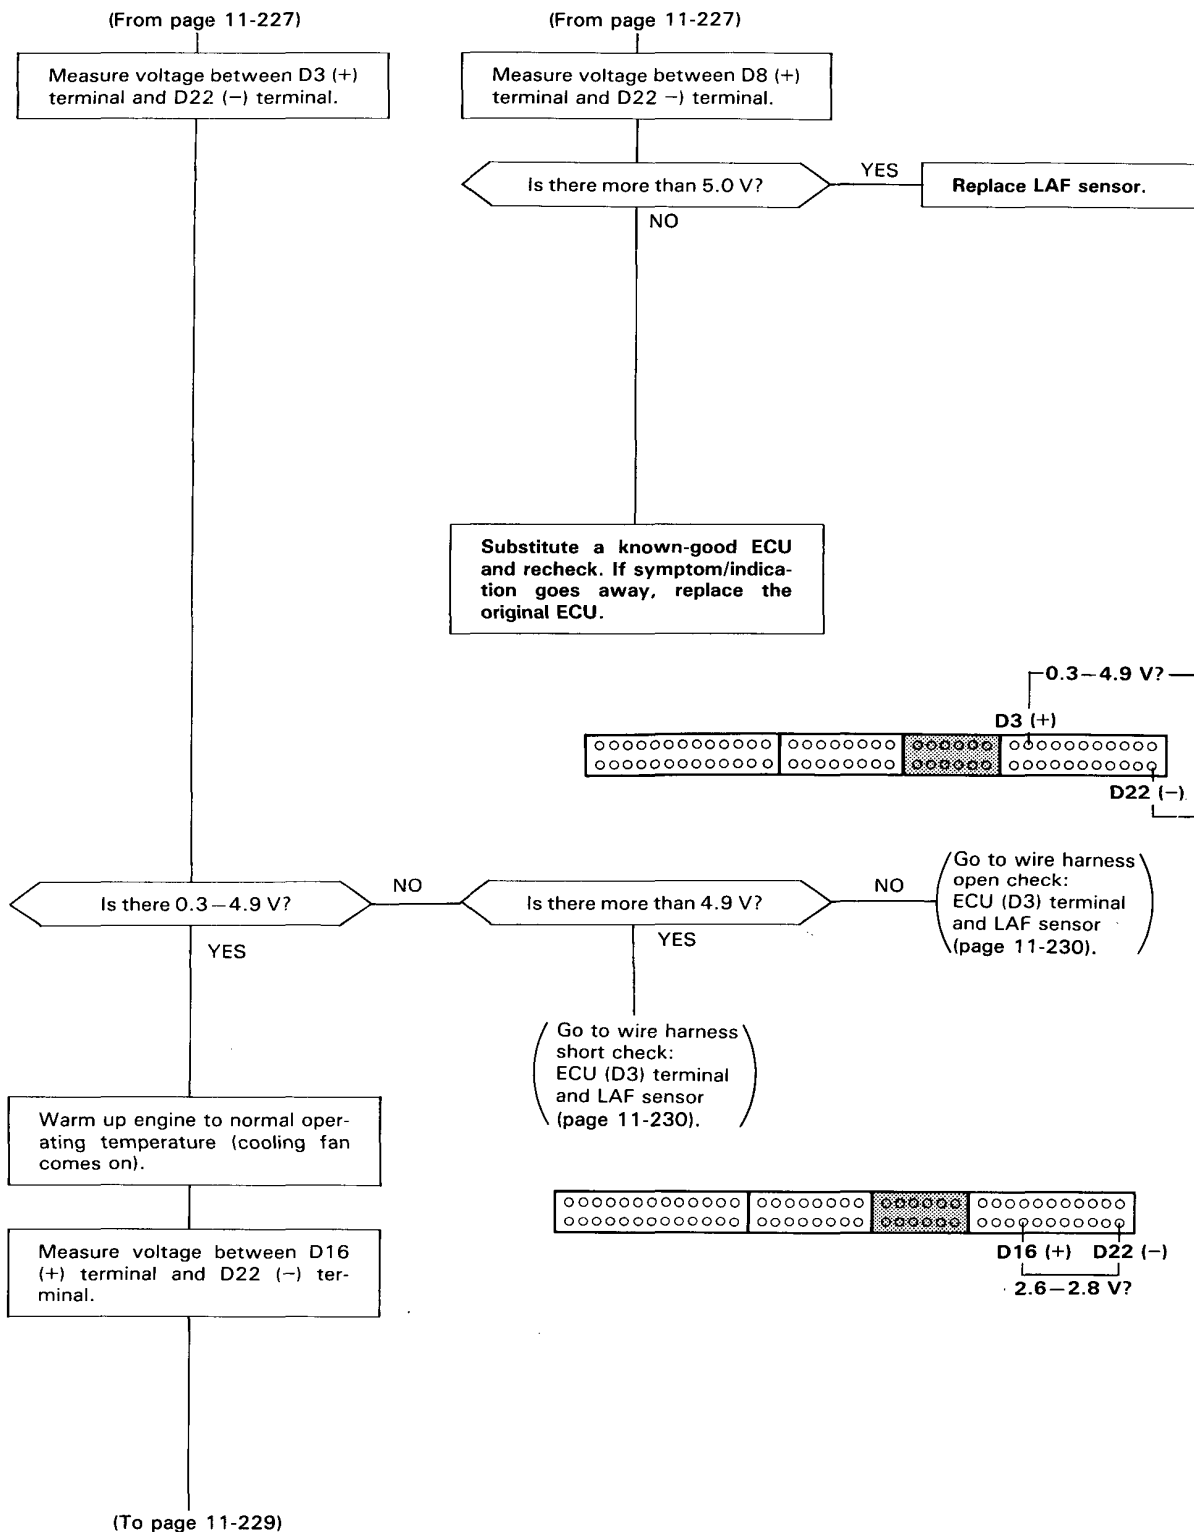 (From page 11-227)
Measure voltage between D3 (+)
terminal and D22 (−) terminal.
(From page 11-227)
Measure voltage between D8 (+)
terminal and D22 −) terminal.
Is there more than 5.0 V?
YES
Replace LAF sensor.
NO
Substitute a known-good ECU
and recheck. If symptom/indica-
tion goes away, replace the
original ECU.
0.3—4.9 V?
D3 (+)
D22 (−)
Is there 0.3—4.9 V?
NO
Is there more than 4.9 V?
NO
Go to wire harness
open check:
ECU (D3) terminal
and LAF sensor
(page 11-230).
YES
YES
Go to wire harness
short check:
ECU (D3) terminal
and LAF sensor
(page 11-230).
Warm up engine to normal oper-
ating temperature (cooling fan
comes on).
Measure voltage between D16
(+) terminal and D22 (−) ter-
minal.
D16 (+) D22 (−)
2.6—2.8 V?
(To page 11-229)